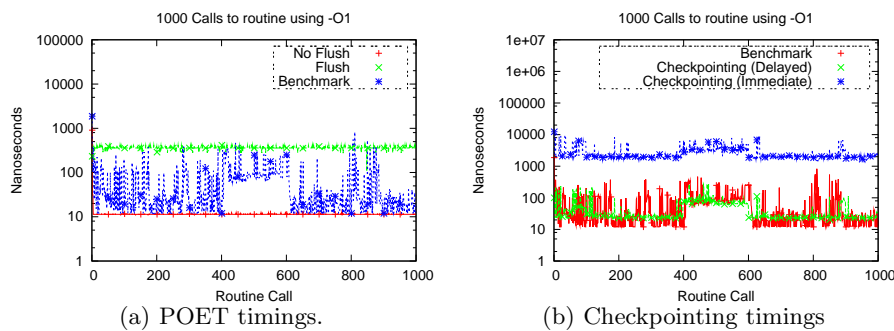 1000 Calls to routine using -O1
100000
10000
1000
100
10
1
Nanoseconds
No Flush
Flush
Benchmark
0
200
400
600
800
1000
Routine Call
(a) POET timings.
1000 Calls to routine using -O1
1e+07
1e+06
100000
10000
1000
100
10
1
Nanoseconds
Benchmark
Checkpointing (Delayed)
Checkpointing (Immediate)
0
200
400
600
800
1000
Routine Call
(b) Checkpointing timings